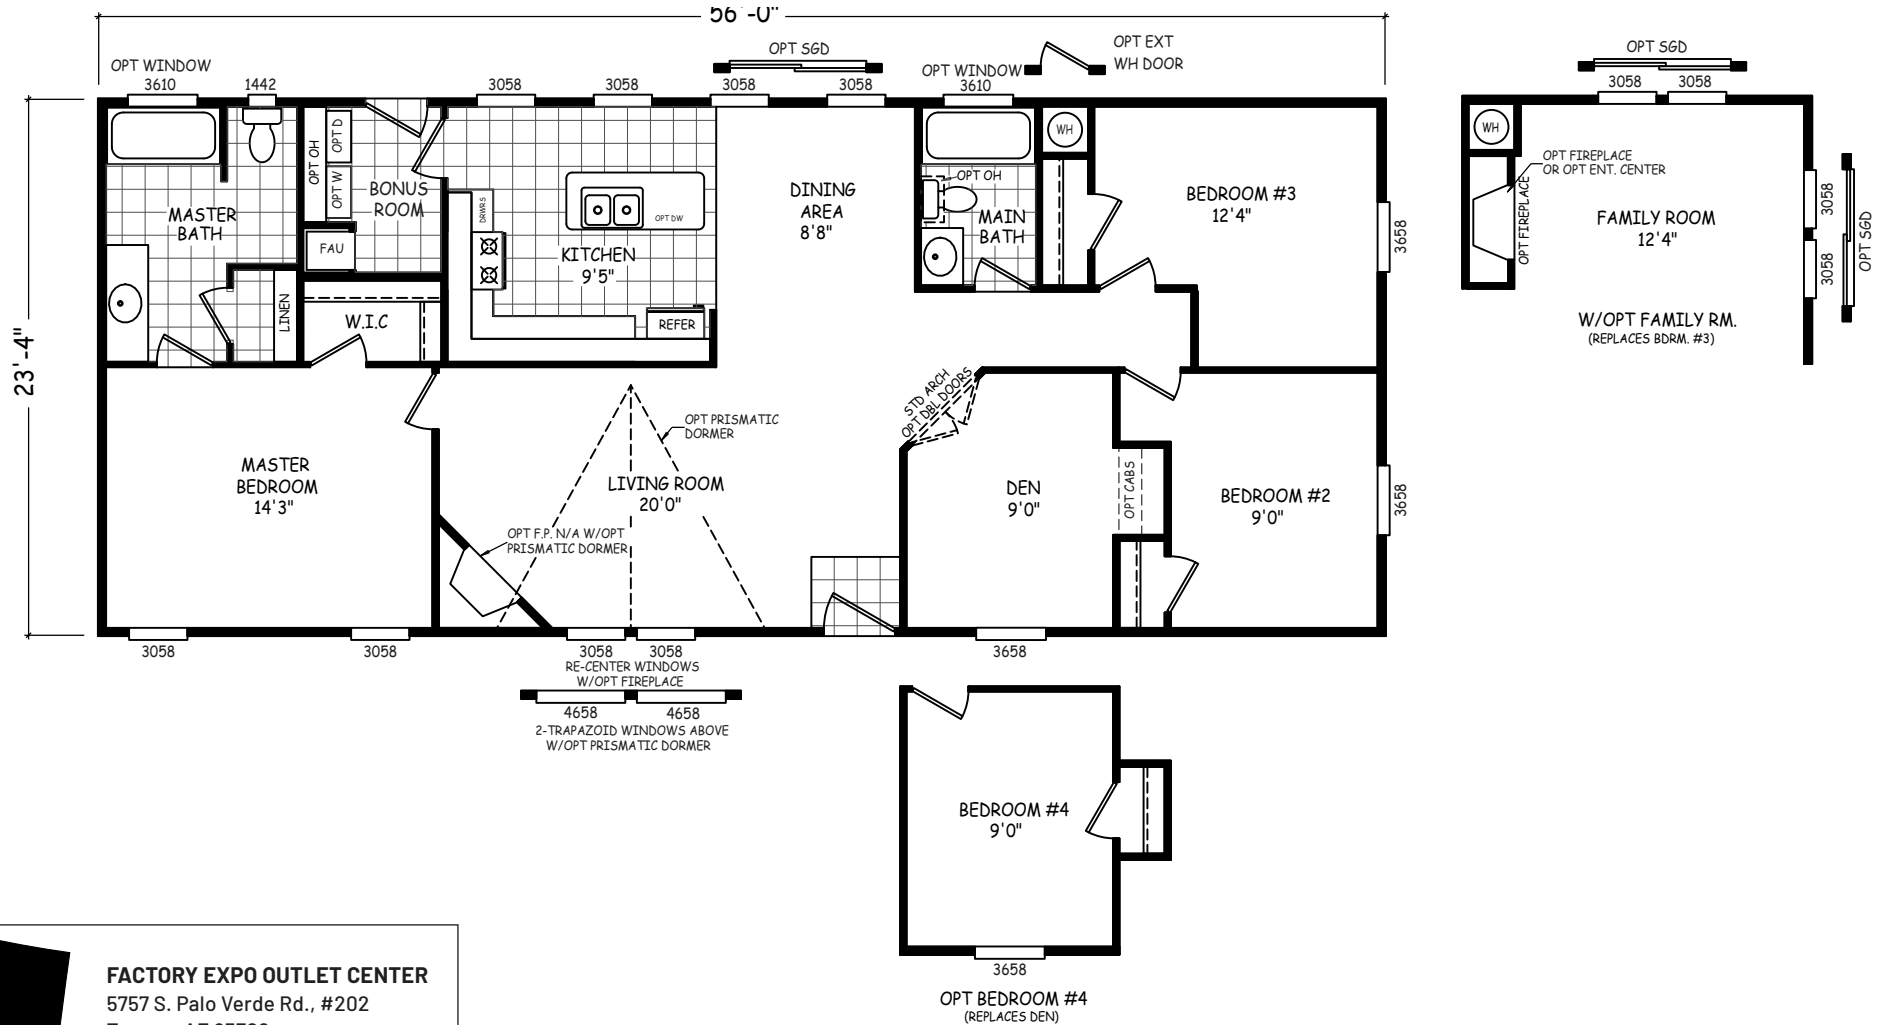 56'-0"
OPT SGD
OPT EXT
WH DOOR
OPT WINDOW
3610
1442
3058
3058
3058
3058
OPT WINDOW
3610
23'-4"
OPT OH
OPT D
OPT W
BONUS
ROOM
MASTER
BATH
FAU
LINEN
W.I.C
DRWRS
OPT DW
KITCHEN
9'5"
REFER
DINING
AREA
8'8"
OPT OH
MAIN
BATH
WH
BEDROOM #3
12'4"
3658
MASTER
BEDROOM
14'3"
OPT PRISMATIC
DORMER
LIVING ROOM
20'0"
OPT F.P. N/A W/OPT
PRISMATIC DORMER
STD ARCH
OPT DBL DOORS
DEN
9'0"
OPT CABS
BEDROOM #2
9'0"
3658
3058
3058
3058
3058
3658
RE-CENTER WINDOWS
W/OPT FIREPLACE
4658
4658
2-TRAPAZOID WINDOWS ABOVE
W/OPT PRISMATIC DORMER
OPT SGD
3058
3058
WH
OPT FIREPLACE
OR OPT ENT. CENTER
OPT FIREPLACE
FAMILY ROOM
12'4"
3058
3058
OPT SGD
W/OPT FAMILY RM.
(REPLACES BDRM. #3)
BEDROOM #4
9'0"
3658
OPT BEDROOM #4
(REPLACES DEN)
FACTORY EXPO OUTLET CENTER
5757 S. Palo Verde Rd., #202